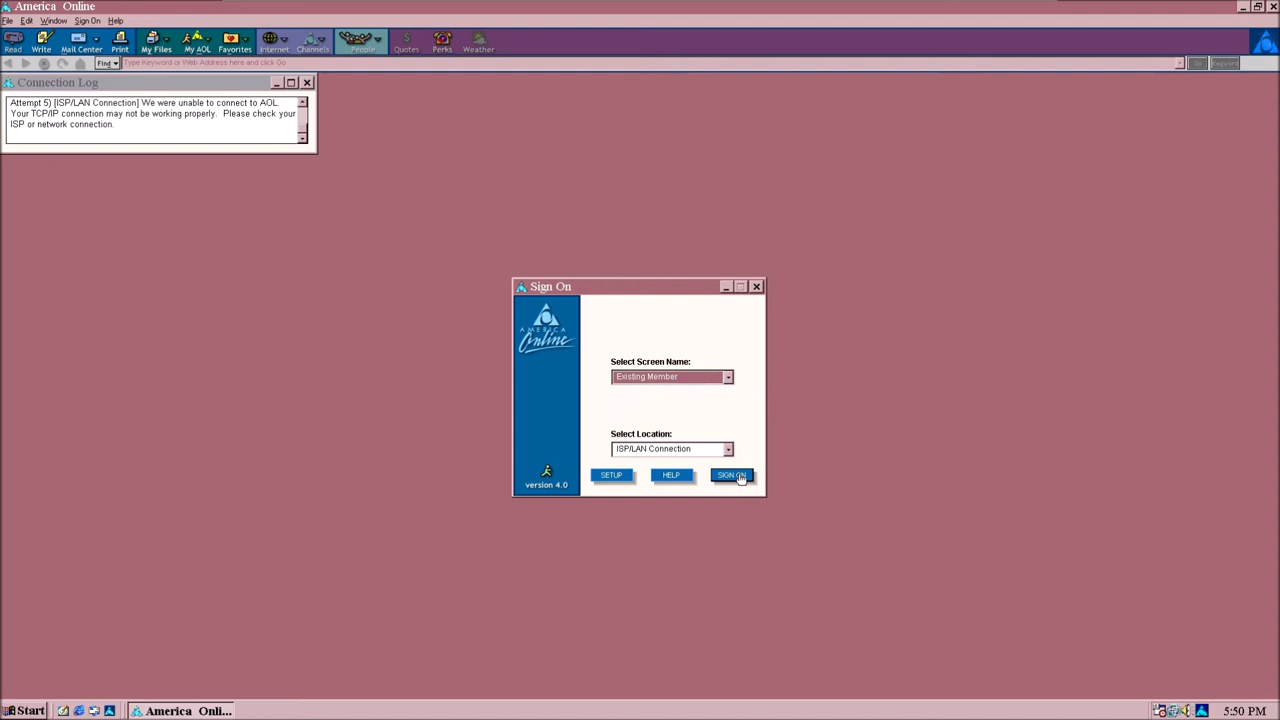 America Online
File Edit Window Sign On Help
Read Write Mail Center Print My Files My AOL Favorites Internet Channels People Quotes Perks Weather
Find Type Keyword or Web Address here and click Go Go Keyword
Connection Log
Attempt 5) [ISP/LAN Connection] We were unable to connect to AOL.
Your TCP/IP connection may not be working properly. Please check your
ISP or network connection.
Sign On
AMERICA
Online
Select Screen Name:
Existing Member
Select Location:
ISP/LAN Connection
SETUP HELP SIGN ON
version 4.0
Start America Onli... 5:50 PM